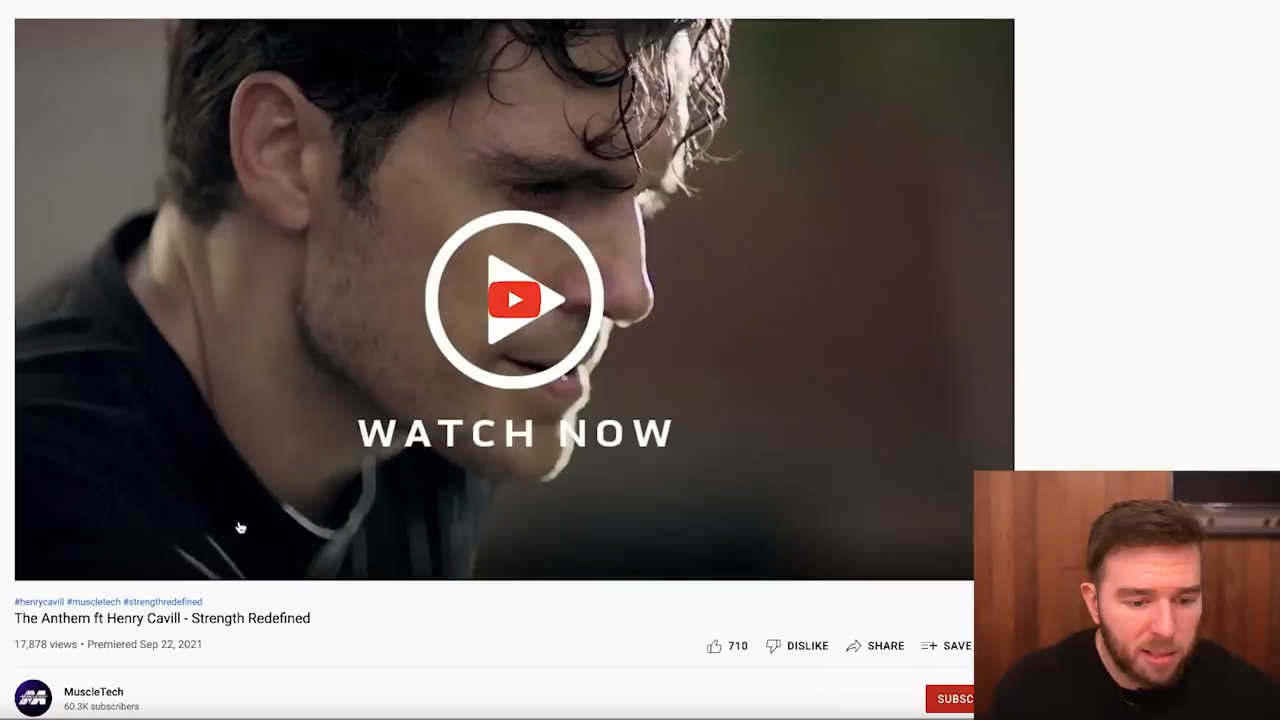 WATCH NOW
#henrycavill #muscletech #strengthredefined
The Anthem ft Henry Cavill - Strength Redefined
17,878 views • Premiered Sep 22, 2021
710 DISLIKE SHARE SAVE
MuscleTech
60.3K subscribers
SUBSC